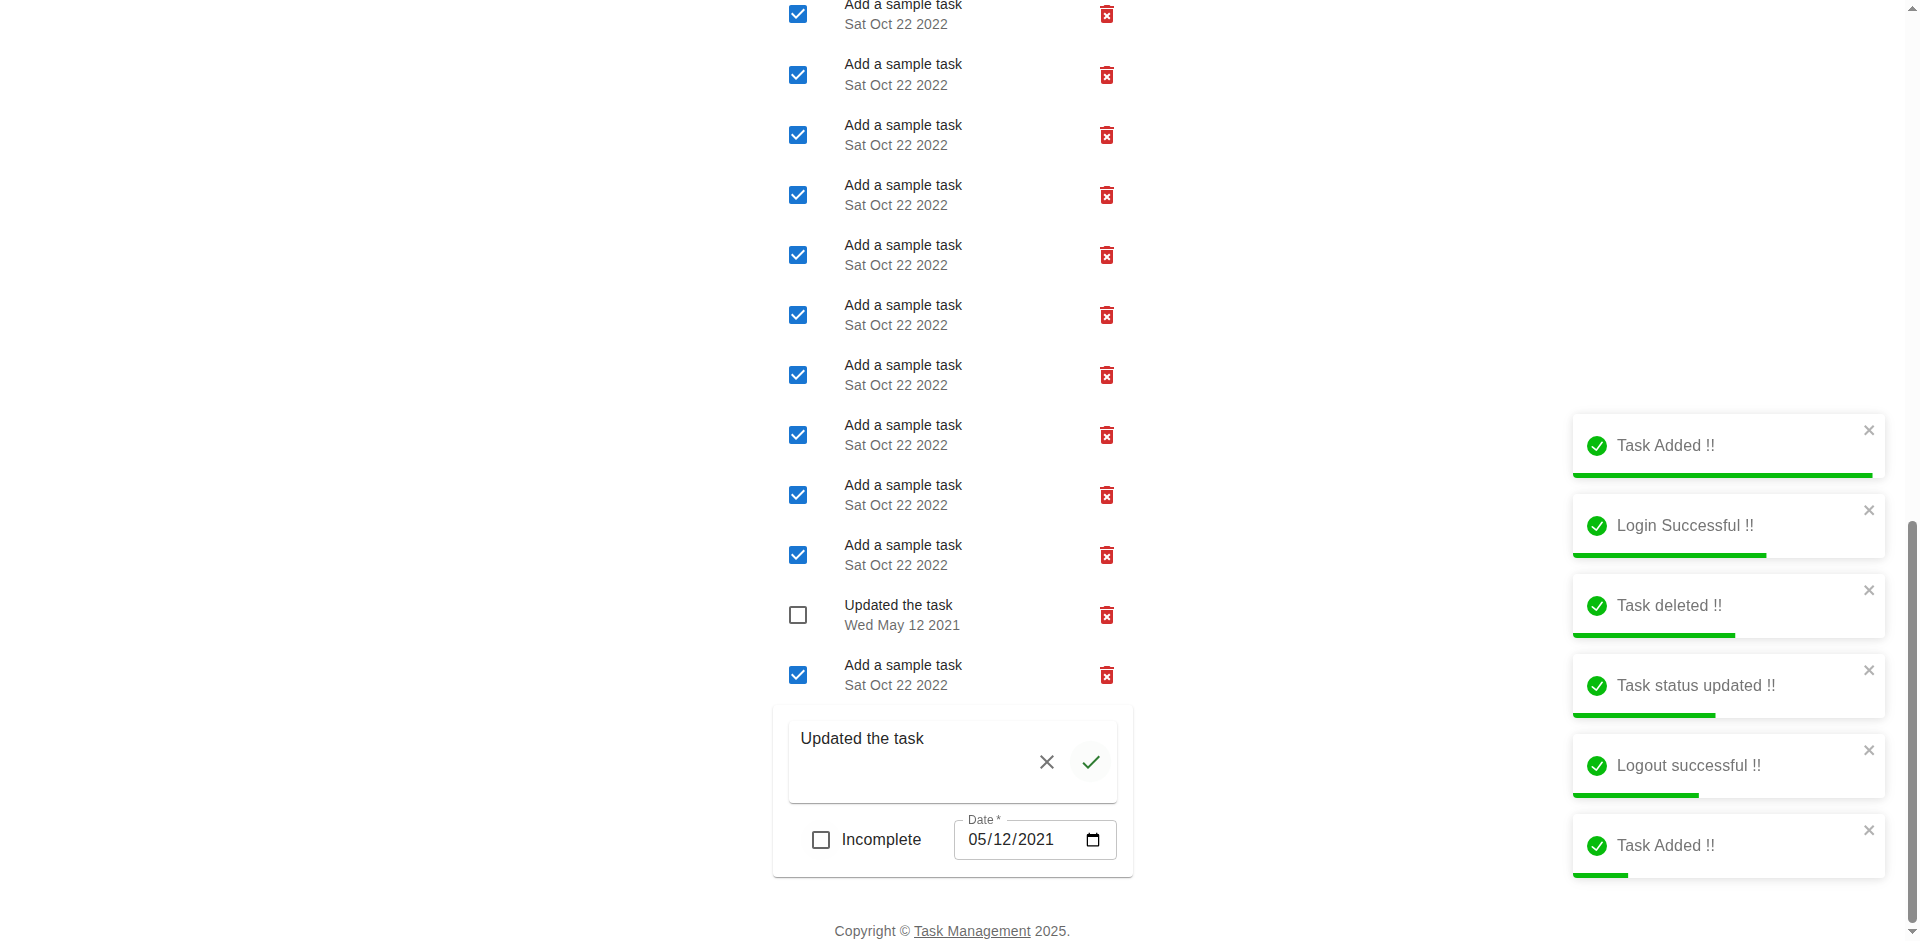 Add a sample task
Sat Oct 22 2022
Add a sample task
Sat Oct 22 2022
Add a sample task
Sat Oct 22 2022
Add a sample task
Sat Oct 22 2022
Add a sample task
Sat Oct 22 2022
Add a sample task
Sat Oct 22 2022
Add a sample task
Sat Oct 22 2022
Add a sample task
Sat Oct 22 2022
Add a sample task
Sat Oct 22 2022
Add a sample task
Sat Oct 22 2022
Updated the task
Wed May 12 2021
Add a sample task
Sat Oct 22 2022
Updated the task
Incomplete
Date *
05/12/2021
Copyright © Task Management 2025.
Task Added !!
Login Successful !!
Task deleted !!
Task status updated !!
Logout successful !!
Task Added !!